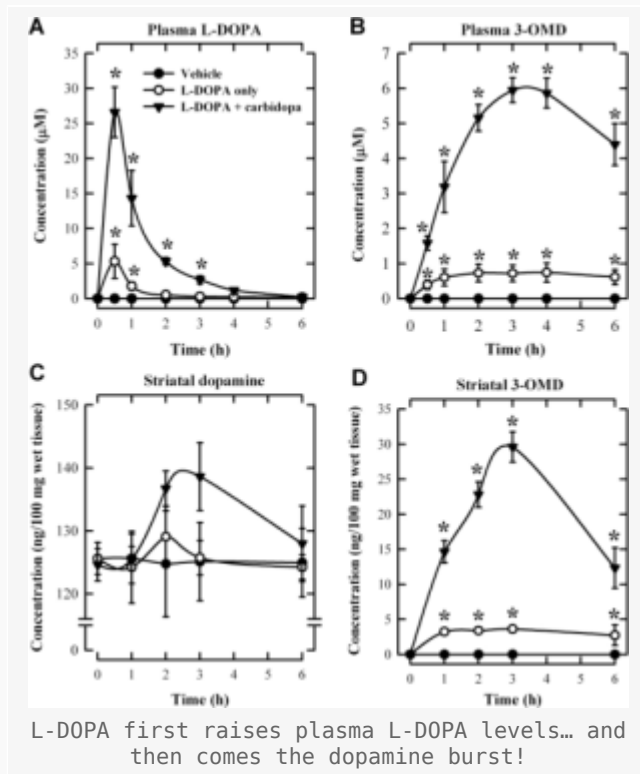 A
Plasma L-DOPA
Concentration (μM)
35
30
25
20
15
10
5
0
Vehicle
L-DOPA only
L-DOPA + carbidopa
*
*
*
*
*
*
0 1 2 3 4 5 6
Time (h)
B
Plasma 3-OMD
Concentration (μM)
7
6
5
4
3
2
1
0
*
*
*
*
*
*
*
*
*
*
*
*
0 1 2 3 4 5 6
Time (h)
C
Striatal dopamine
Concentration (ng/100 mg wet tissue)
150
140
130
120
0
0 1 2 3 4 5 6
Time (h)
D
Striatal 3-OMD
Concentration (ng/100 mg wet tissue)
35
30
25
20
15
10
5
0
*
*
*
*
*
*
*
*
0 1 2 3 4 5 6
Time (h)
L-DOPA first raises plasma L-DOPA levels… and
then comes the dopamine burst!